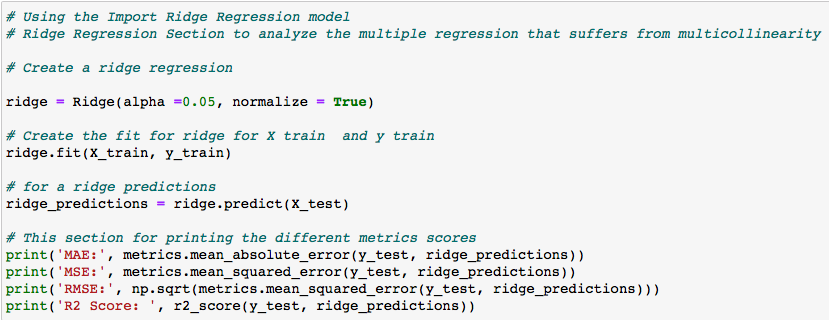 # Using the Import Ridge Regression model
# Ridge Regression Section to analyze the multiple regression that suffers from multicollinearity
# Create a ridge regression
ridge = Ridge(alpha =0.05, normalize = True)
# Create the fit for ridge for X train  and y train
ridge.fit(X_train, y_train)
# for a ridge predictions
ridge_predictions = ridge.predict(X_test)
# This section for printing the different metrics scores
print('MAE:', metrics.mean_absolute_error(y_test, ridge_predictions))
print('MSE:', metrics.mean_squared_error(y_test, ridge_predictions))
print('RMSE:', np.sqrt(metrics.mean_squared_error(y_test, ridge_predictions)))
print('R2 Score: ', r2_score(y_test, ridge_predictions))